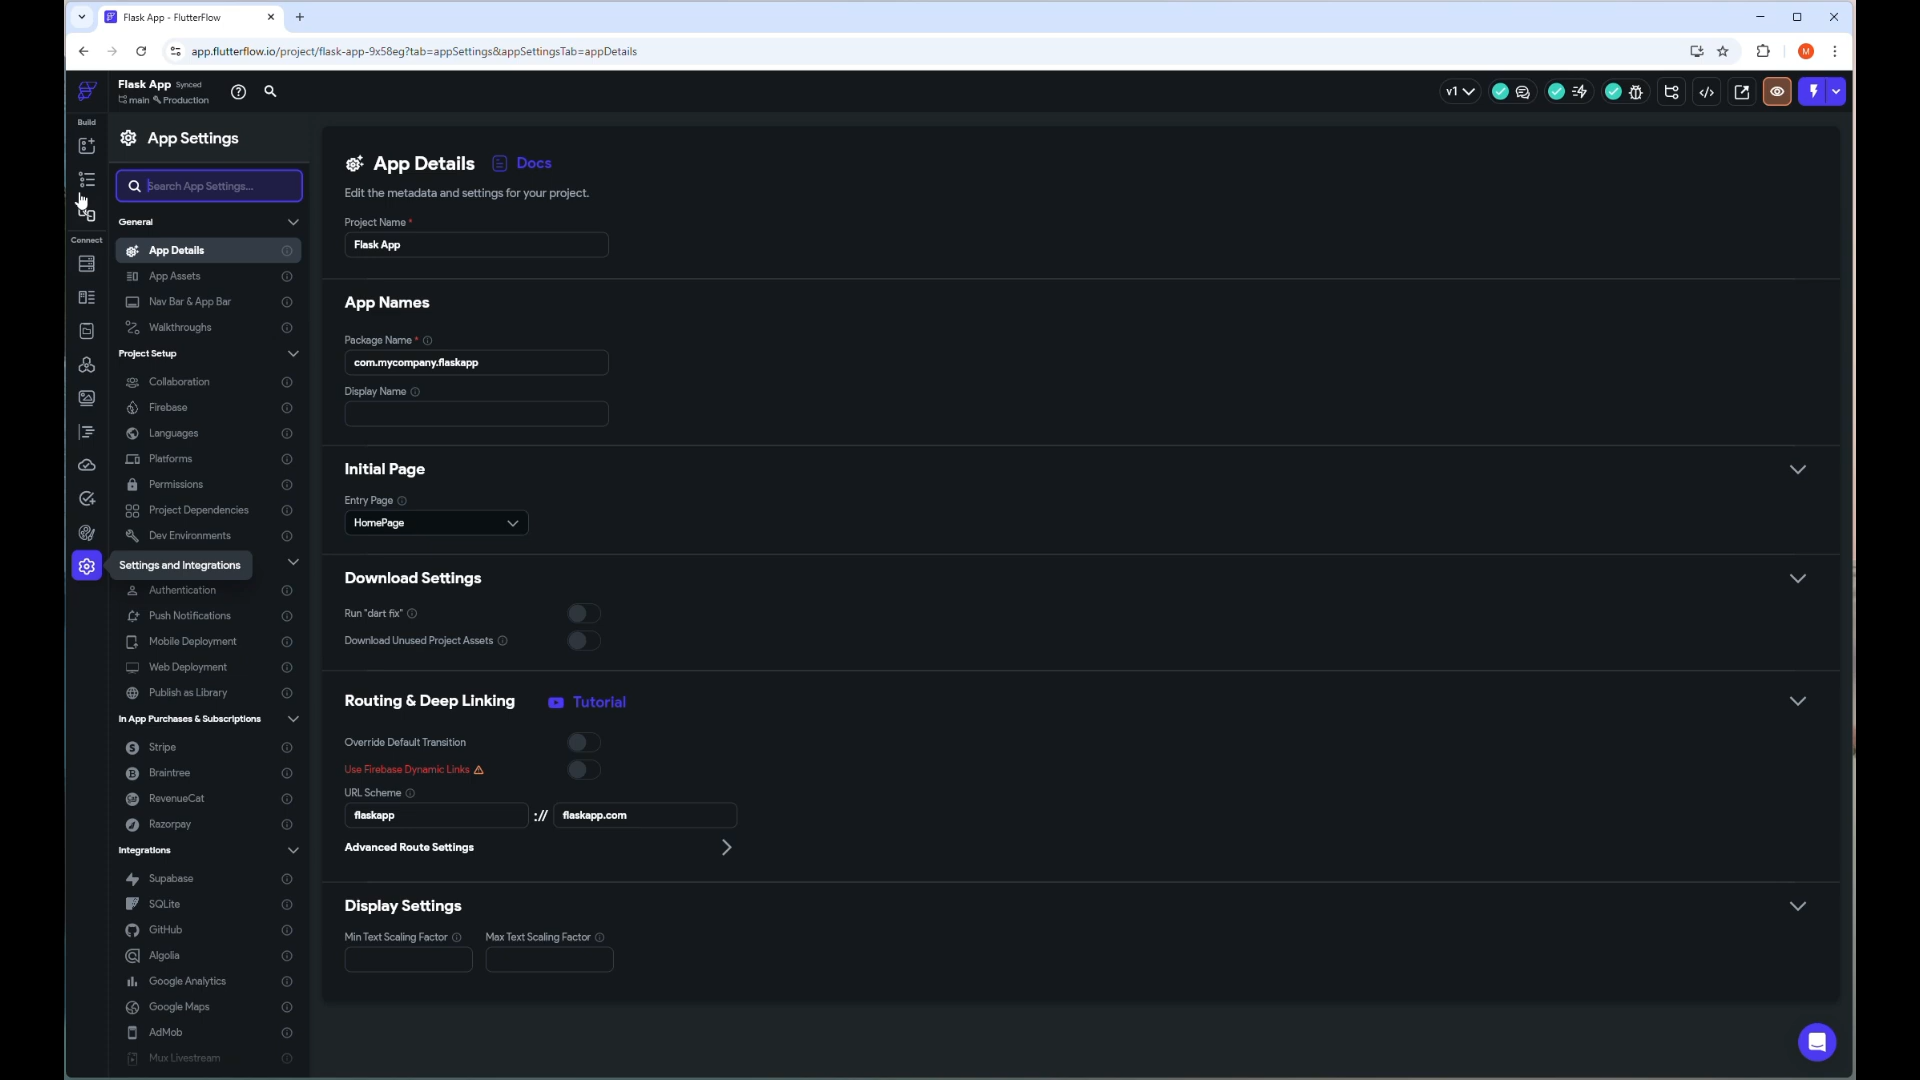 Flask App - FlutterFlow
app.flutterflow.io/project/flask-app-9x58eg?tab=appSettings&appSettingsTab=appDetails
M
Flask App Synced
main Production
v1
Build
Connect
App Settings
Search App Settings...
General
App Details
App Assets
Nav Bar & App Bar
Walkthroughs
Project Setup
Collaboration
Firebase
Languages
Platforms
Permissions
Project Dependencies
Dev Environments
Settings and Integrations
Authentication
Push Notifications
Mobile Deployment
Web Deployment
Publish as Library
In App Purchases & Subscriptions
Stripe
Braintree
RevenueCat
Razorpay
Integrations
Supabase
SQLite
GitHub
Algolia
Google Analytics
Google Maps
AdMob
Mux Livestream
App Details Docs
Edit the metadata and settings for your project.
Project Name *
Flask App
App Names
Package Name *
com.mycompany.flaskapp
Display Name
Initial Page
Entry Page
HomePage
Download Settings
Run "dart fix"
Download Unused Project Assets
Routing & Deep Linking Tutorial
Override Default Transition
Use Firebase Dynamic Links
URL Scheme
flaskapp :// flaskapp.com
Advanced Route Settings
Display Settings
Min Text Scaling Factor Max Text Scaling Factor